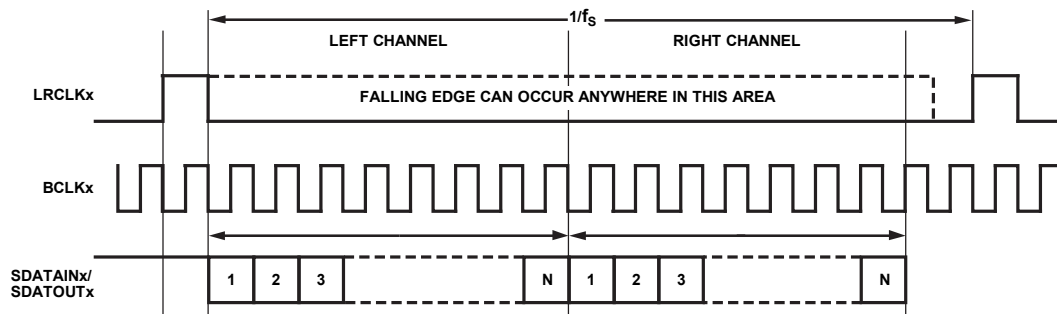 1/fS
LEFT CHANNEL RIGHT CHANNEL
LRCLKx
FALLING EDGE CAN OCCUR ANYWHERE IN THIS AREA
BCLKx
SDATAINx/
SDATOUTx
1 2 3 N 1 2 3 N